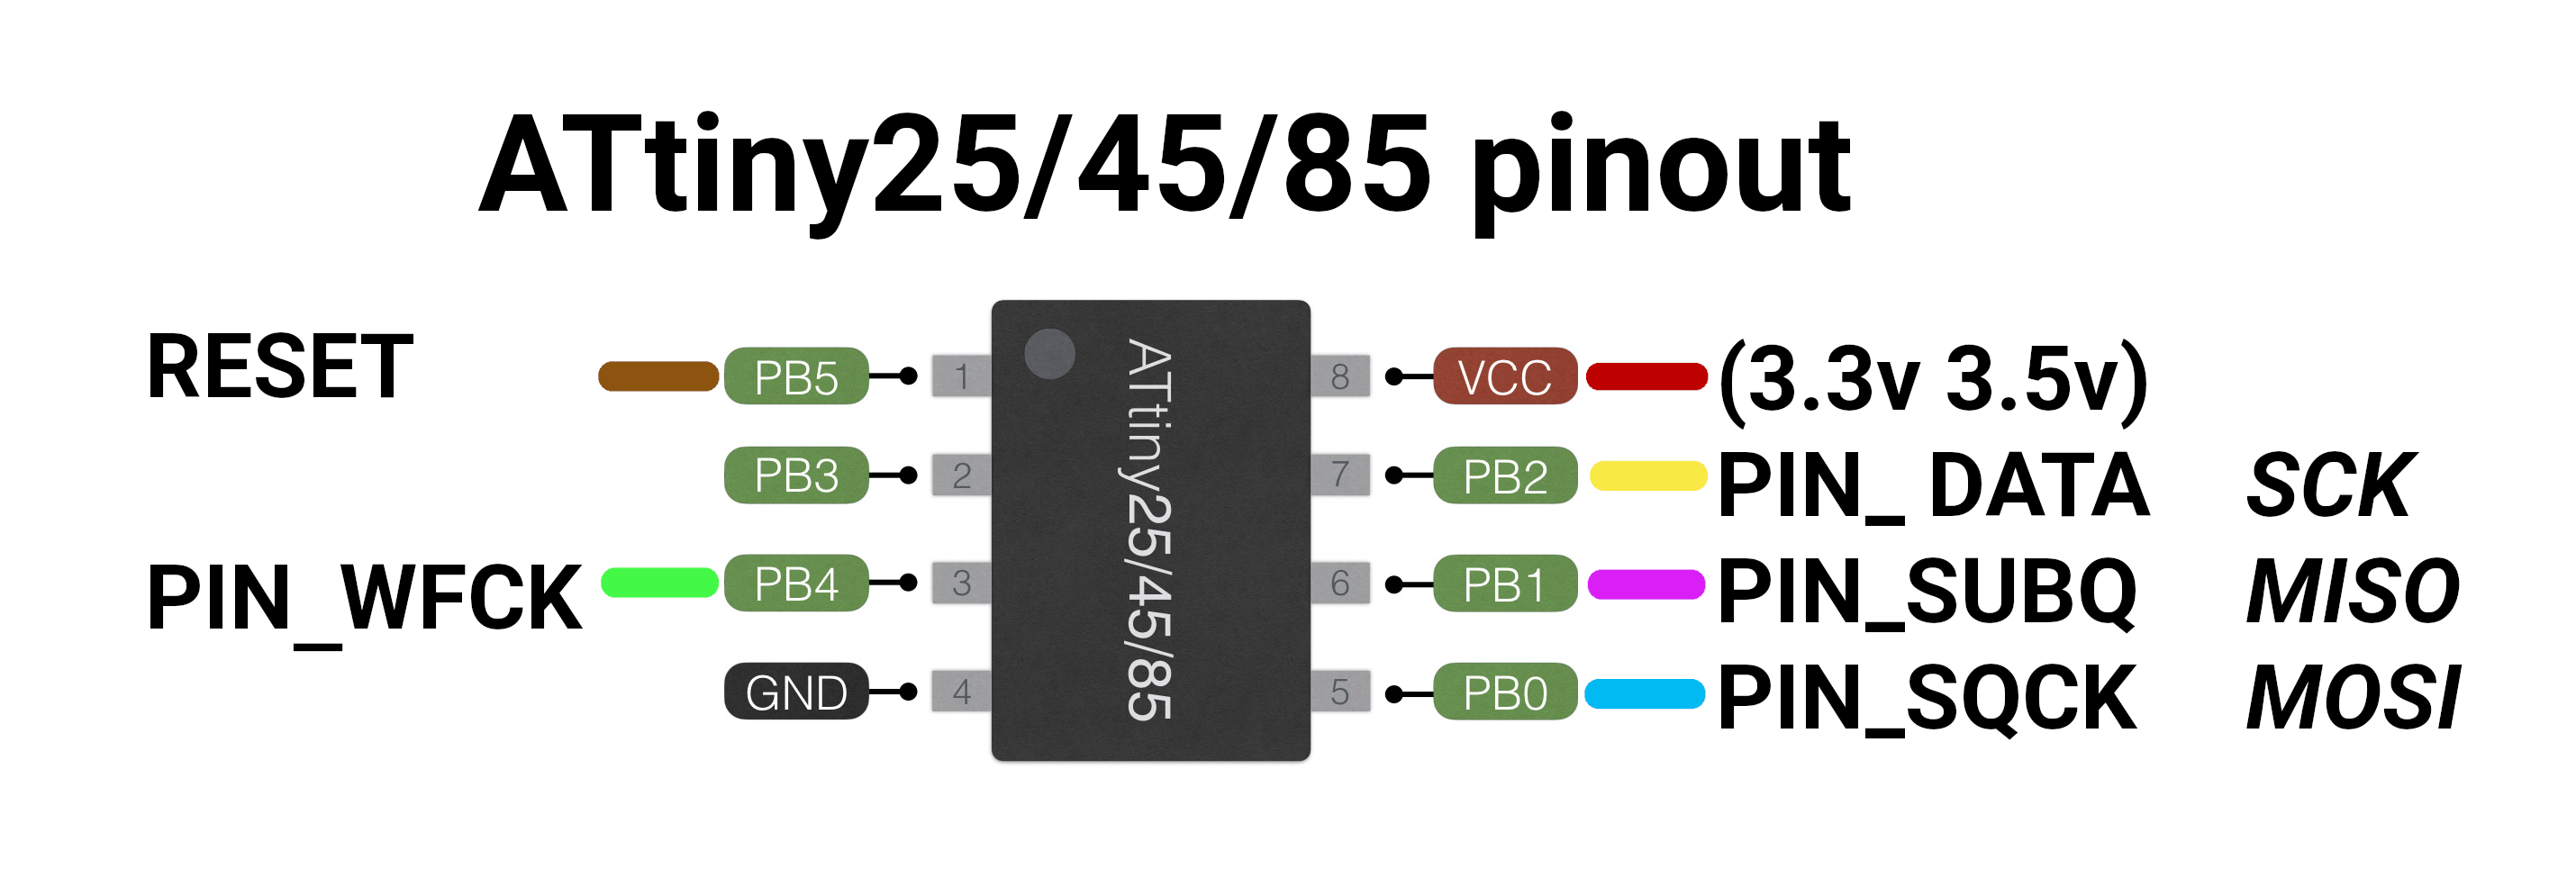 ATtiny25/45/85 pinout
RESET PB5 1 8 VCC (3.3v 3.5v)
PB3 2 7 PB2 PIN_ DATA SCK
PIN_WFCK PB4 3 6 PB1 PIN_SUBQ MISO
GND 4 5 PB0 PIN_SQCK MOSI
ATtiny25/45/85